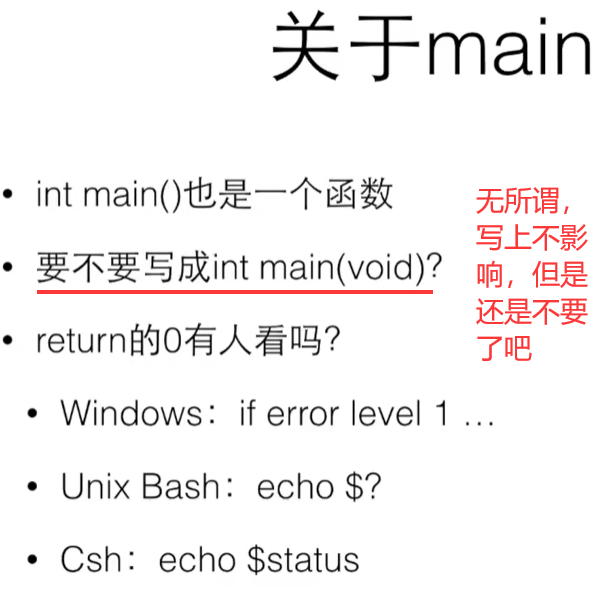 关于main
• int main()也是一个函数
• 要不要写成int main(void)?
无所谓，
写上不影
响，但是
还是不要
了吧
• return的0有人看吗？
• Windows：if error level 1 …
• Unix Bash：echo $?
• Csh：echo $status